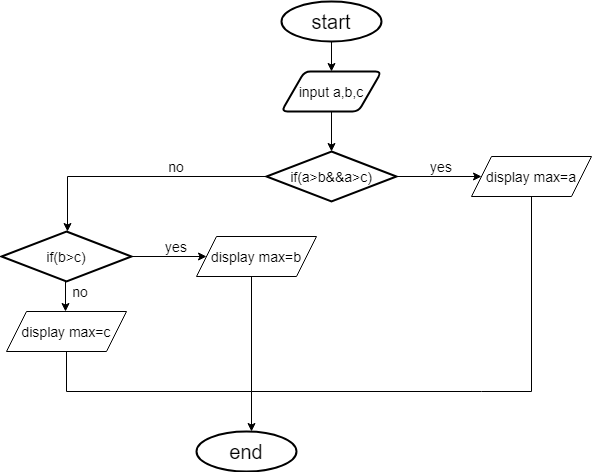 start
input a,b,c
if(a>b&&a>c)
no
yes
display max=a
if(b>c)
yes
display max=b
no
display max=c
end